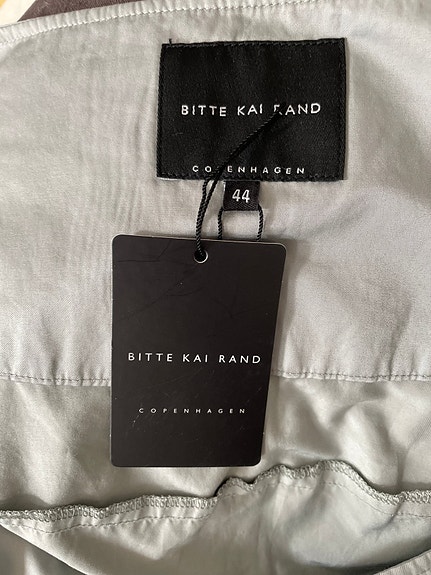 BITTE KAI RAND
COPENHAGEN
44
BITTE KAI RAND
COPENHAGEN